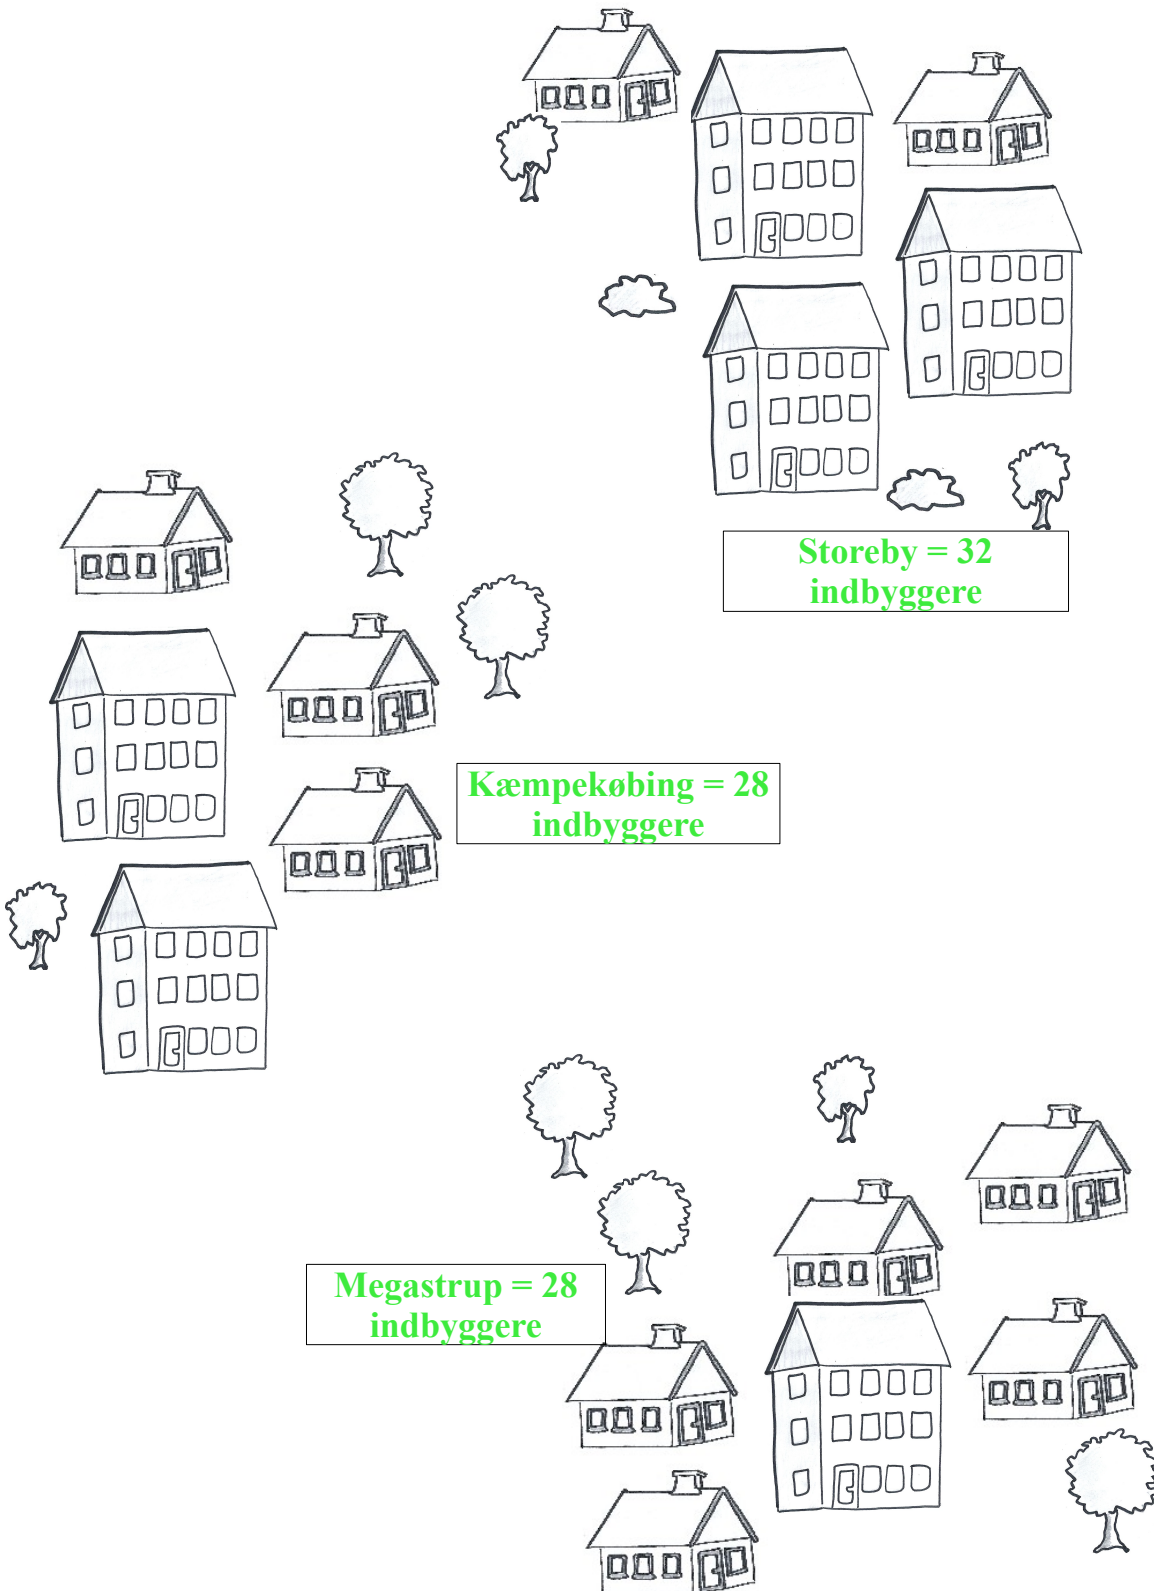 Storeby = 32
indbyggere
Kæmpekøbing = 28
indbyggere
Megastrup = 28
indbyggere